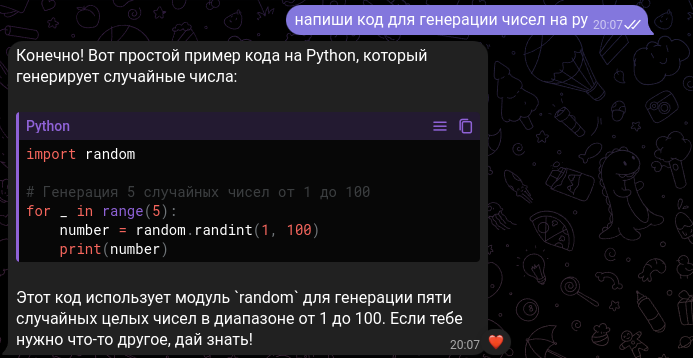 напиши код для генерации чисел на py
20:07
Конечно! Вот простой пример кода на Python, который
генерирует случайные числа:
Python
import random
# Генерация 5 случайных чисел от 1 до 100
for _ in range(5):
    number = random.randint(1, 100)
    print(number)
Этот код использует модуль `random` для генерации пяти
случайных целых чисел в диапазоне от 1 до 100. Если тебе
нужно что-то другое, дай знать!
20:07